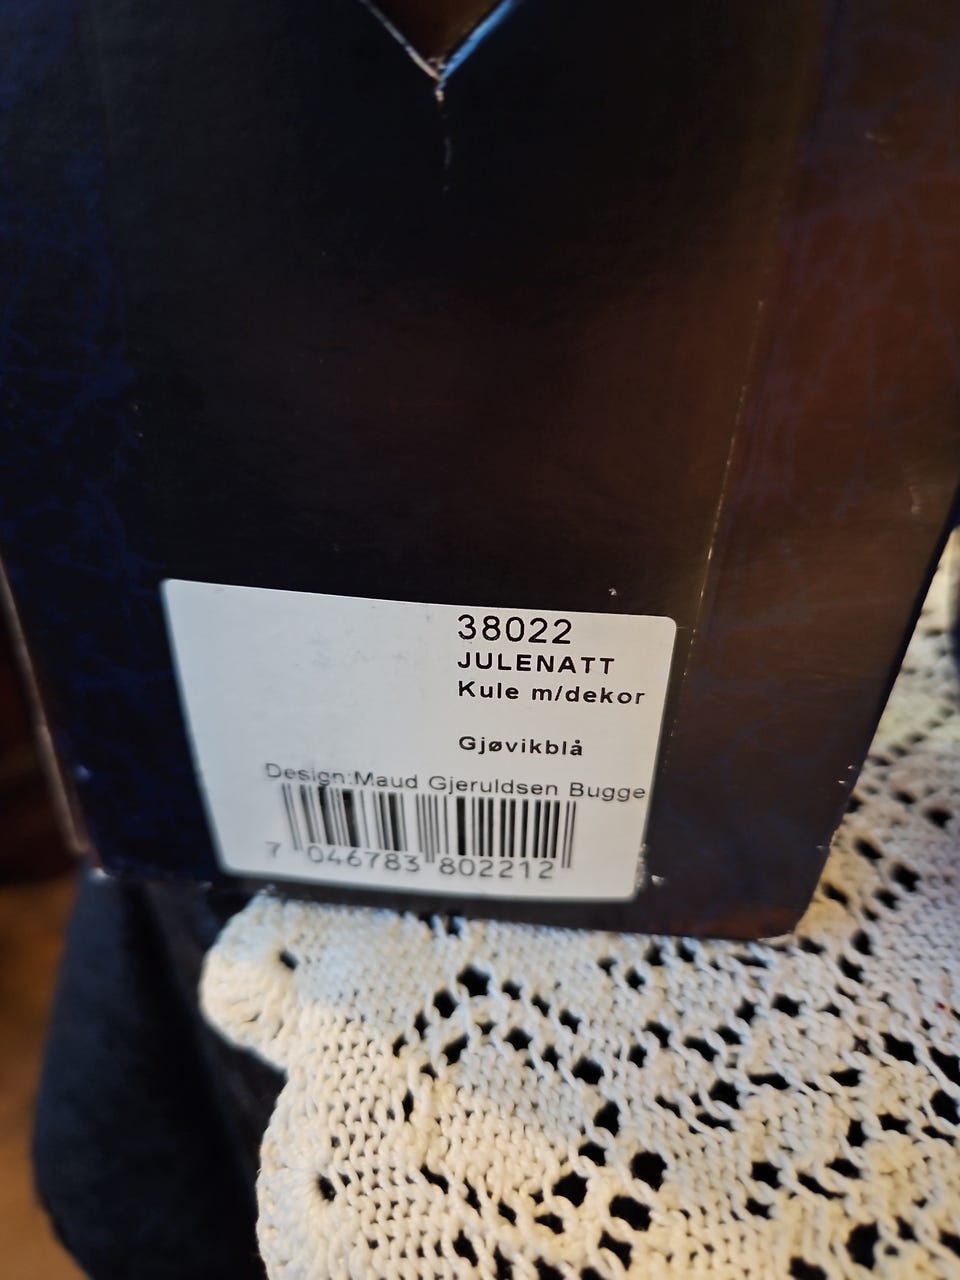 38022
JULENATT
Kule m/dekor
Gjøvikblå
Design:Maud Gjeruldsen Bugge
7 046783 802212